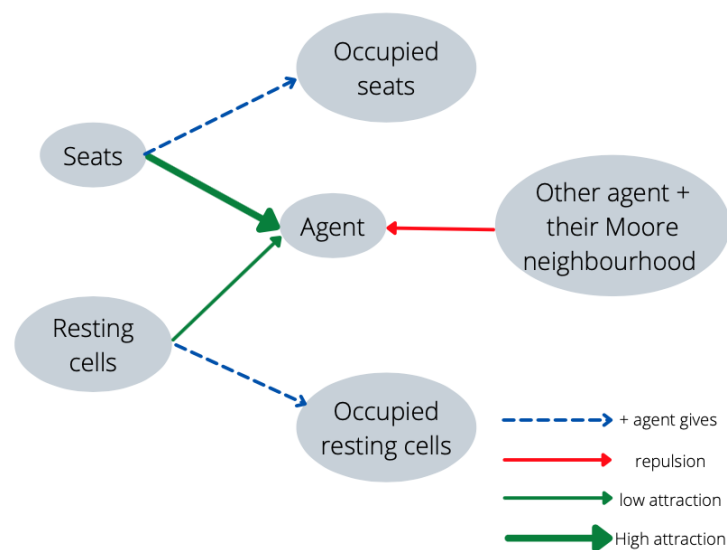 Occupied
seats
Seats
Agent
Other agent +
their Moore
neighbourhood
Resting
cells
Occupied
resting cells
+ agent gives
repulsion
low attraction
High attraction